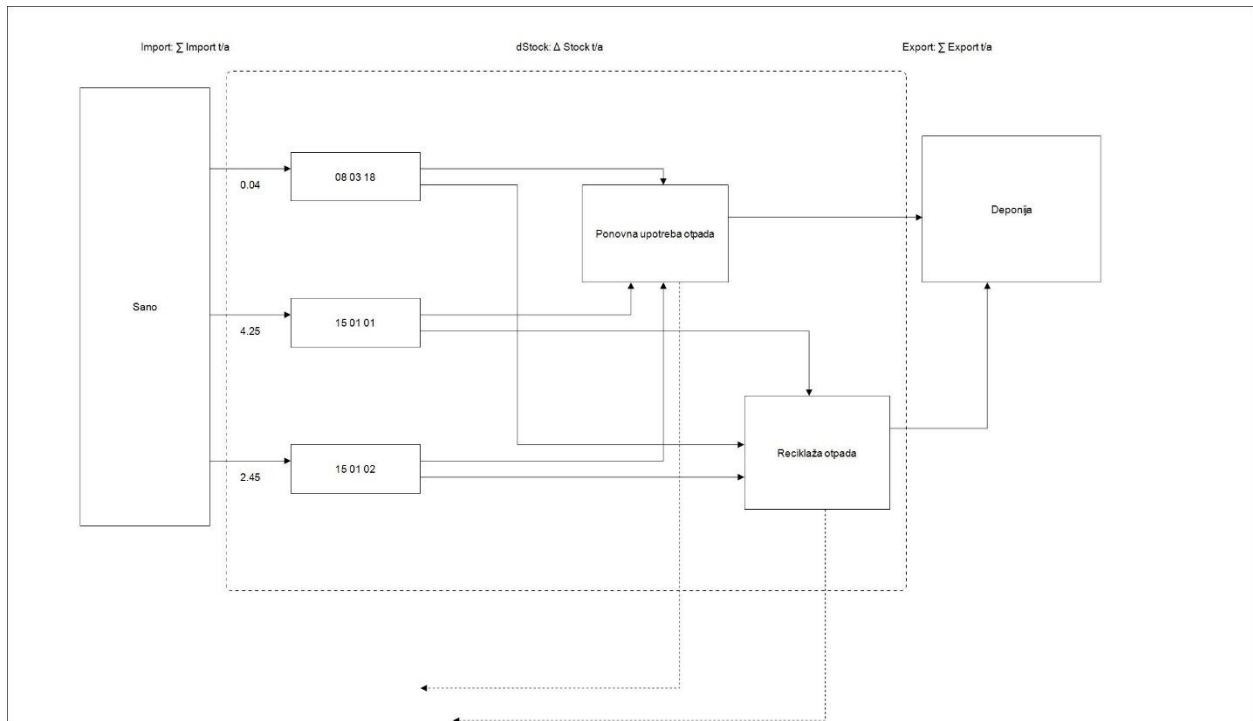 Import: ∑ Import t/a
dStock: Δ Stock t/a
Export: ∑ Export t/a
Sano
0.04
08 03 18
4.25
15 01 01
2.45
15 01 02
Ponovna upotreba otpada
Reciklaža otpada
Deponija